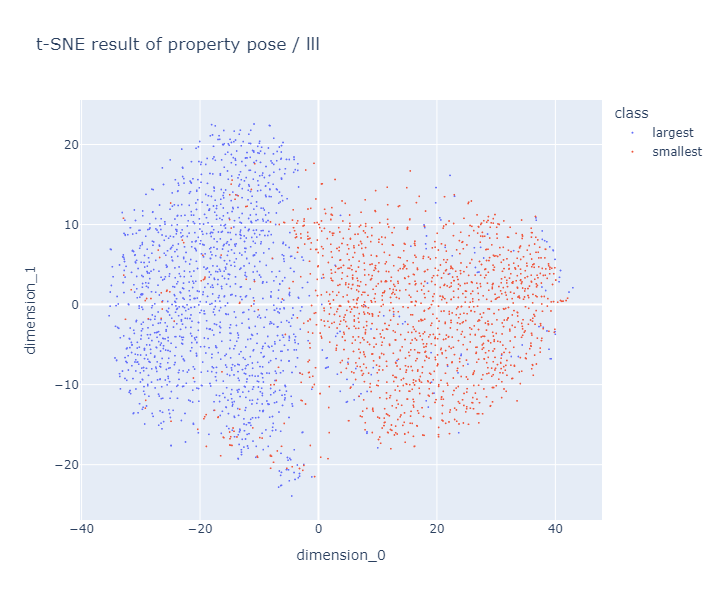 t-SNE result of property pose / lll
class
largest
smallest
20
10
0
−10
−20
dimension_1
−40
−20
0
20
40
dimension_0